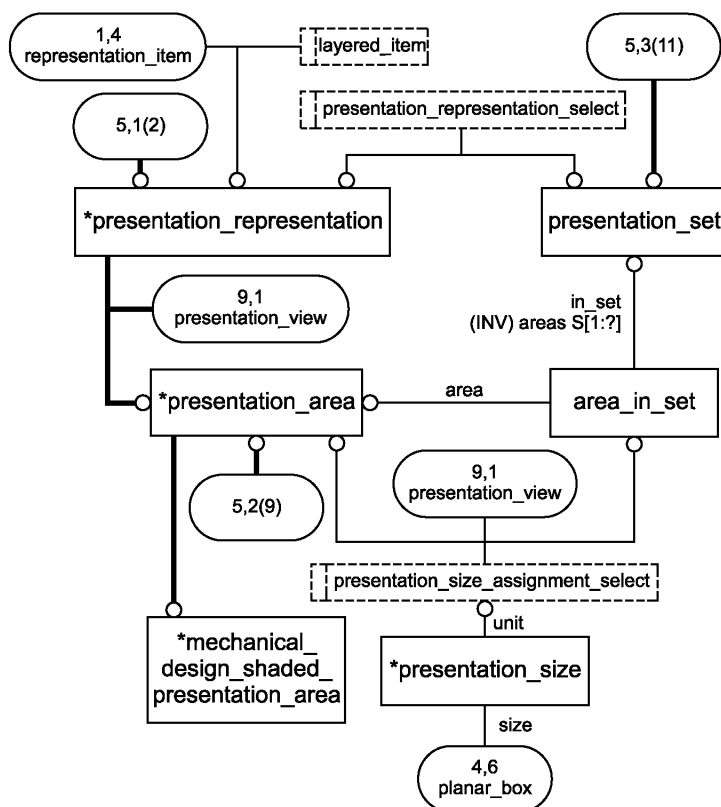 1,4
representation_item
layered_item
5,3(11)
5,1(2)
presentation_representation_select
*presentation_representation
presentation_set
9,1
presentation_view
in_set
(INV) areas S[1:?]
*presentation_area
area
area_in_set
5,2(9)
9,1
presentation_view
presentation_size_assignment_select
unit
*mechanical_
design_shaded_
presentation_area
*presentation_size
size
4,6
planar_box